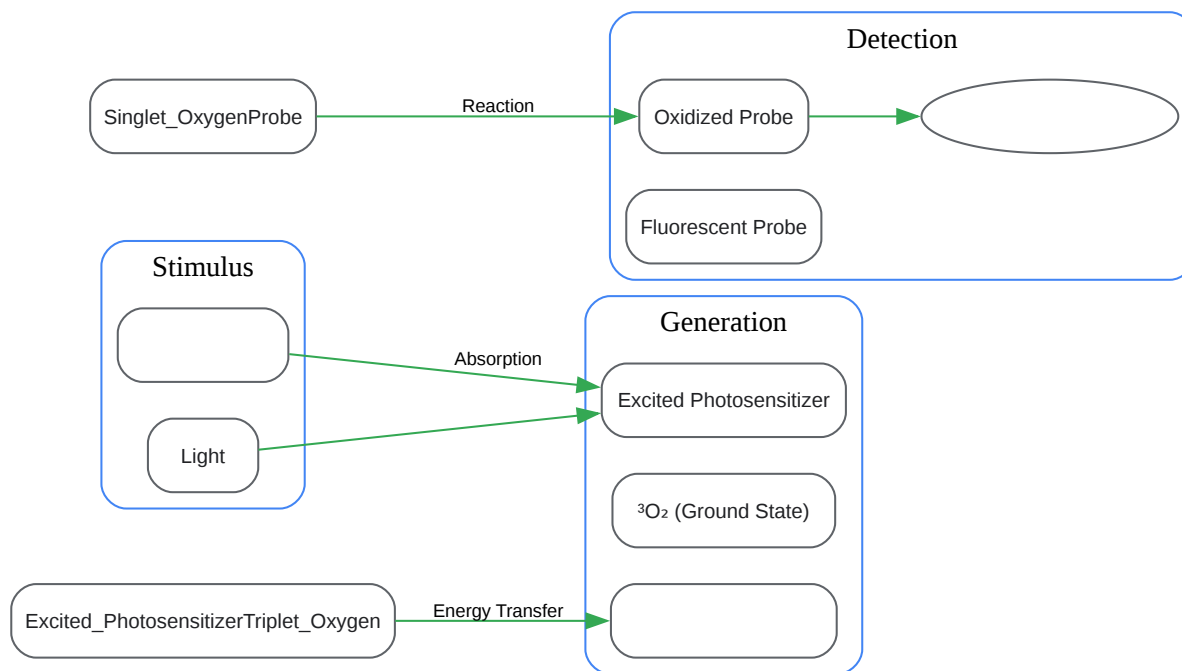 Detection
Singlet_OxygenProbe
Reaction
Oxidized Probe
Fluorescent Probe
Stimulus
Absorption
Light
Generation
Excited Photosensitizer
³O₂ (Ground State)
Excited_PhotosensitizerTriplet_Oxygen
Energy Transfer